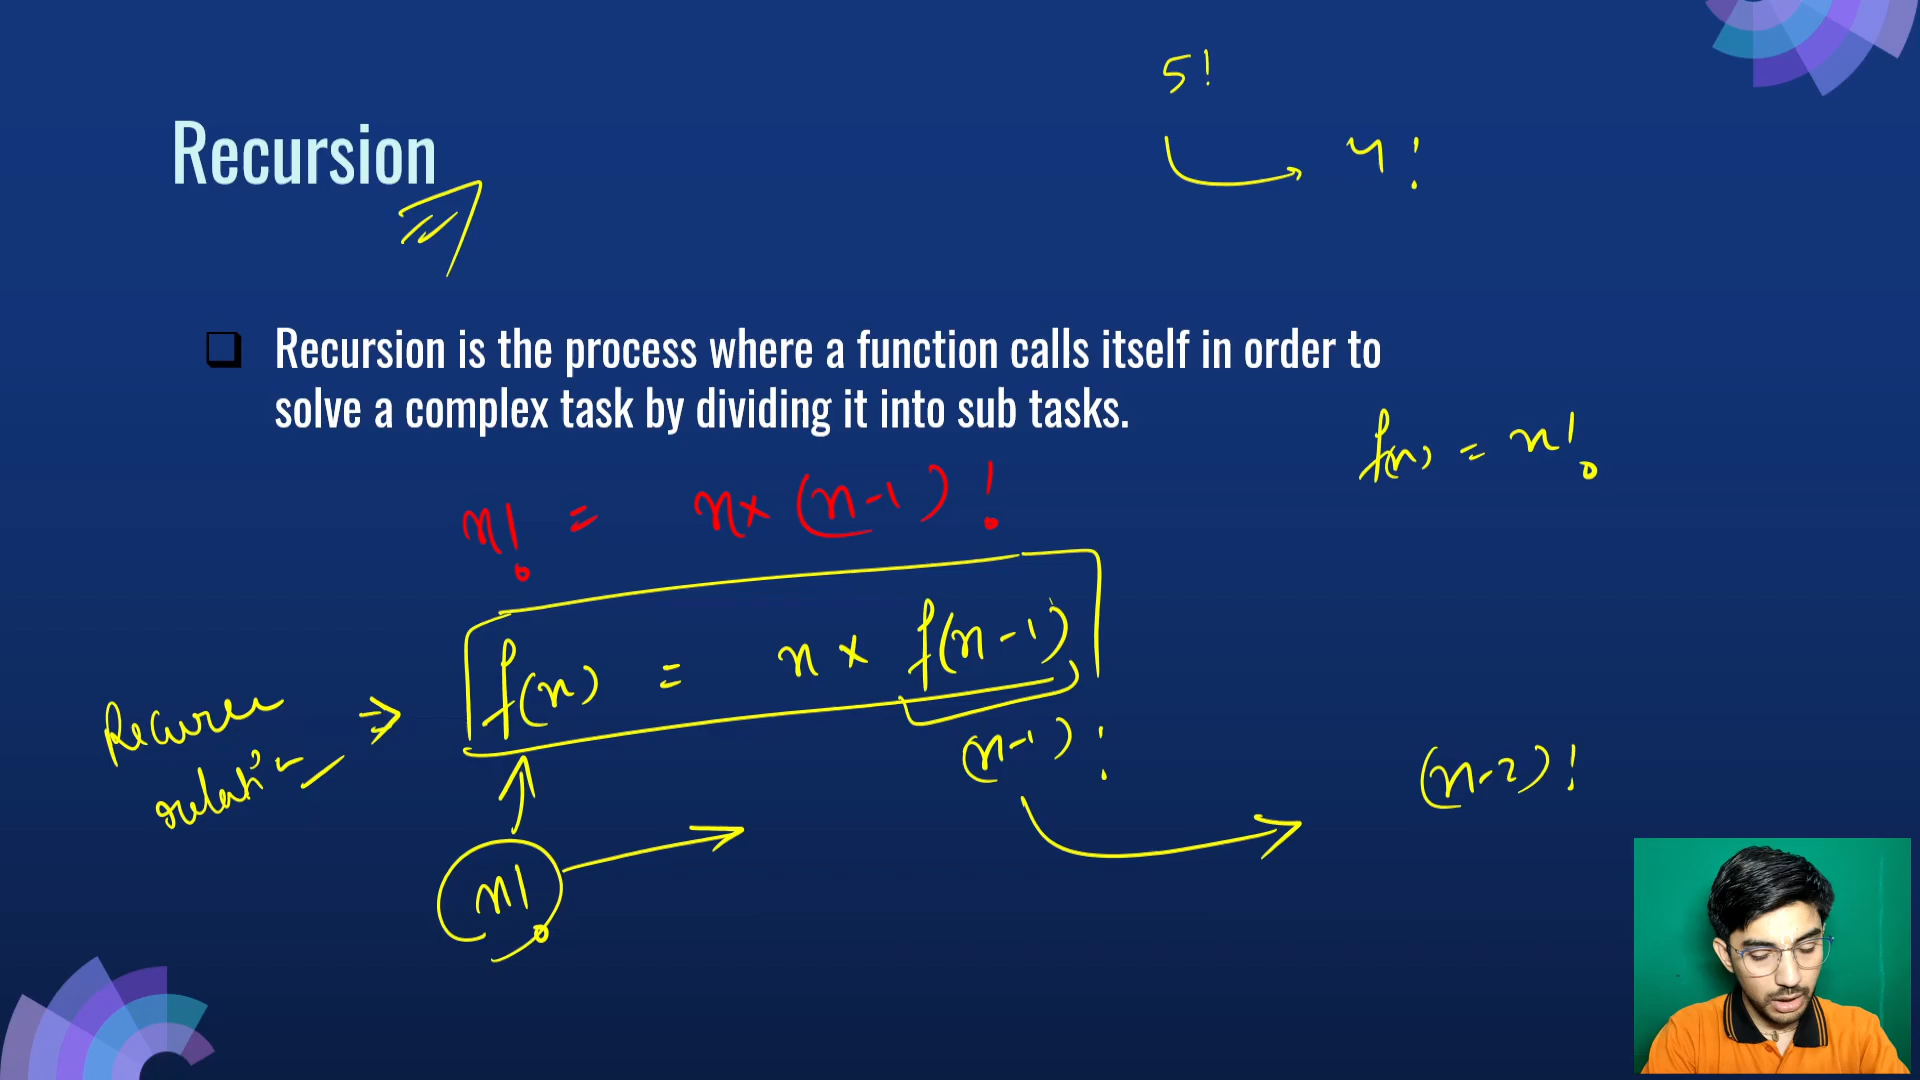 5!
4!
Recursion
Recursion is the process where a function calls itself in order to
solve a complex task by dividing it into sub tasks.
f(n) = n!
n! = n× (n-1)!
f(n) = n × f(n-1)
(n-1)!
(n-2)!
n!